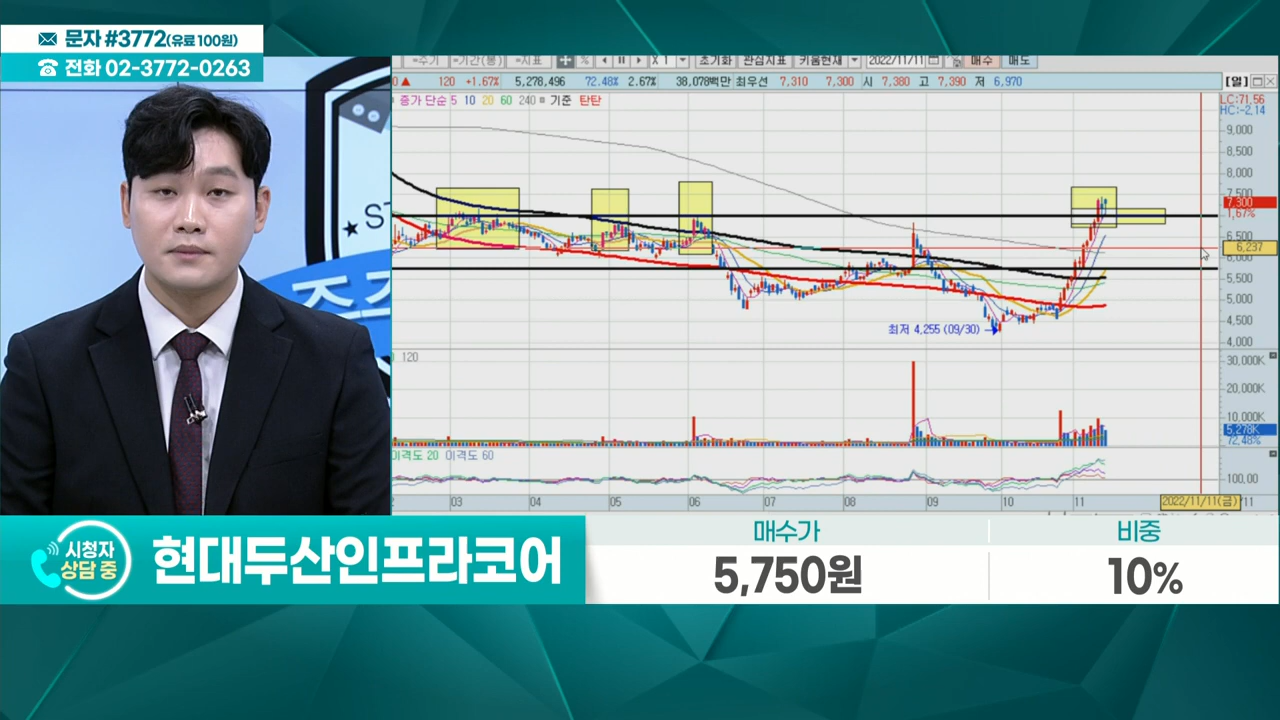 문자 #3772(유료 100원)
전화 02-3772-0263
ST
주기 기간(봉) 지표 X 1 초기화 관심지표 키움현재 2022/11/11 매수 매도
0 ▲ 120 +1.67% 5,278,496 72.48% 2.67% 38,078백만 최우선 7,310 7,300 시 7,380 고 7,390 저 6,970 [일]
종가 단순 5 10 20 60 240 기준 탄탄
LC:71.56
HC:-2.14
9,000
8,500
8,000
7,500
7,300
1.67%
6,500
6,237
6,000
5,500
5,000
4,500
4,000
최저 4,255 (09/30)
120
30,000K
20,000K
10,000K
5,278K
72.48%
이격도 20 이격도 60
100.00
03 04 05 06 07 08 09 10 11 2022/11/11(금) 11
시청자
상담 중
현대두산인프라코어
매수가 비중
5,750원 10%